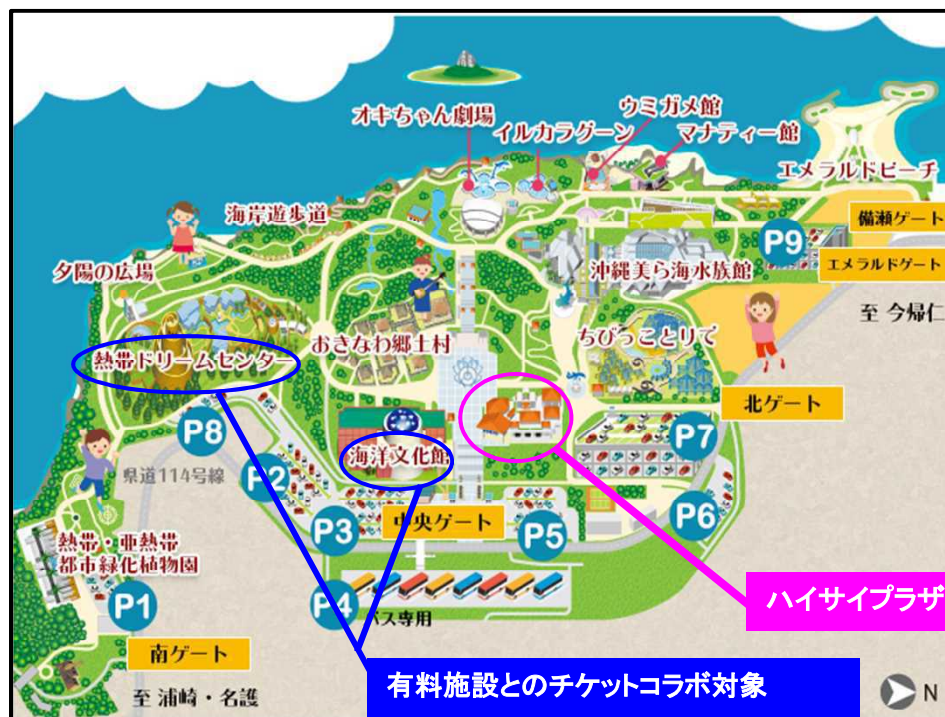 オキちゃん劇場
イルカラグーン
ウミガメ館
マナティー館
エメラルドビーチ
海岸遊歩道
P9
備瀬ゲート
エメラルドゲート
夕陽の広場
沖縄美ら海水族館
至 今帰仁
熱帯ドリームセンター
おきなわ郷土村
ちびっことりで
北ゲート
P8
海洋文化館
P7
県道114号線
P2
P3
中央ゲート
P5
P6
熱帯・亜熱帯
都市緑化植物園
P1
P4
バス専用
ハイサイプラザ
南ゲート
至 浦崎・名護
有料施設とのチケットコラボ対象
N